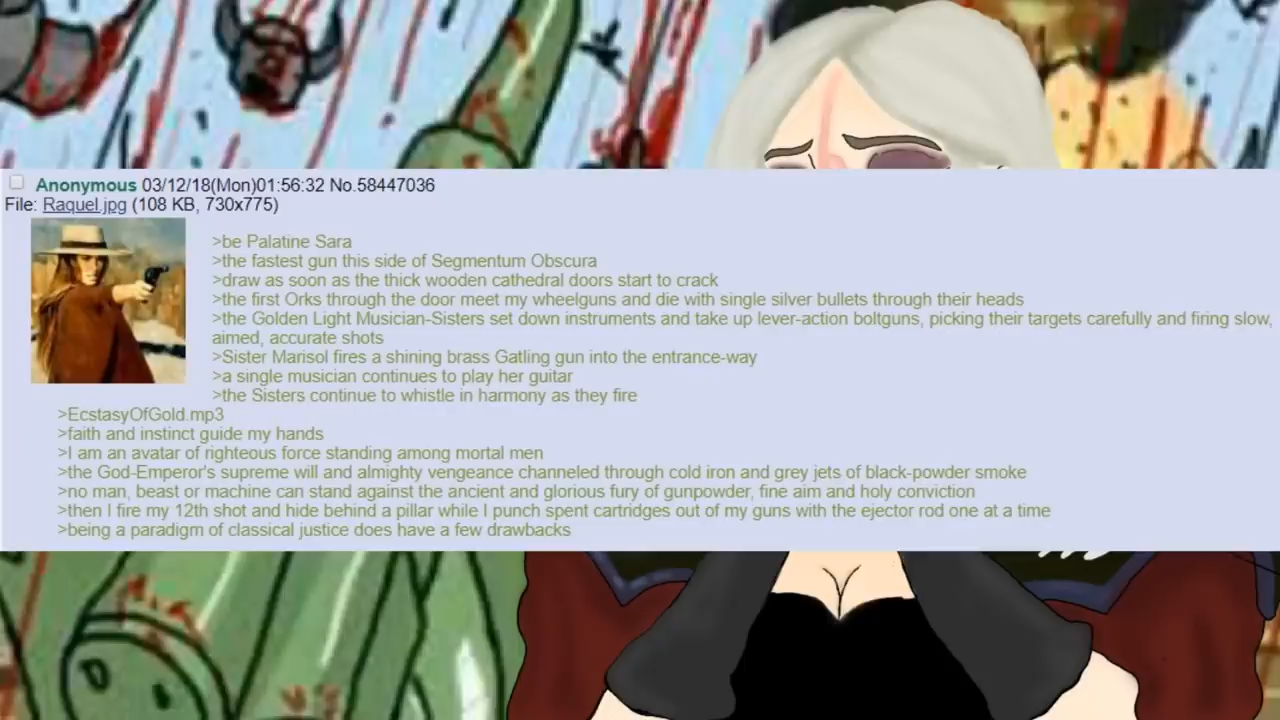 Anonymous 03/12/18(Mon)01:56:32 No.58447036
File: Raquel.jpg (108 KB, 730x775)
>be Palatine Sara
>the fastest gun this side of Segmentum Obscura
>draw as soon as the thick wooden cathedral doors start to crack
>the first Orks through the door meet my wheelguns and die with single silver bullets through their heads
>the Golden Light Musician-Sisters set down instruments and take up lever-action boltguns, picking their targets carefully and firing slow,
aimed, accurate shots
>Sister Marisol fires a shining brass Gatling gun into the entrance-way
>a single musician continues to play her guitar
>the Sisters continue to whistle in harmony as they fire
>EcstasyOfGold.mp3
>faith and instinct guide my hands
>I am an avatar of righteous force standing among mortal men
>the God-Emperor's supreme will and almighty vengeance channeled through cold iron and grey jets of black-powder smoke
>no man, beast or machine can stand against the ancient and glorious fury of gunpowder, fine aim and holy conviction
>then I fire my 12th shot and hide behind a pillar while I punch spent cartridges out of my guns with the ejector rod one at a time
>being a paradigm of classical justice does have a few drawbacks